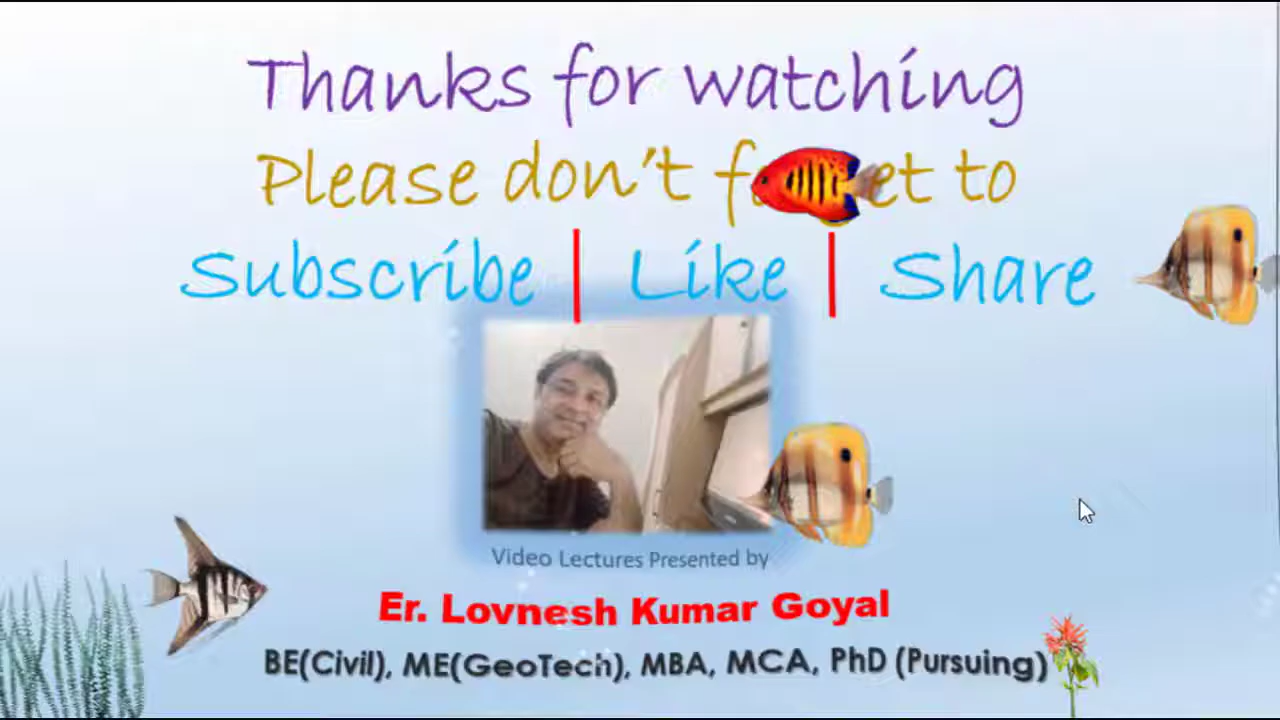 Thanks for watching
Please don't to
Subscribe | Like | Share
Video Lectures Presented by
Er. Lovnesh Kumar Goyal
BE(Civil), ME(GeoTech), MBA, MCA, PhD (Pursuing)